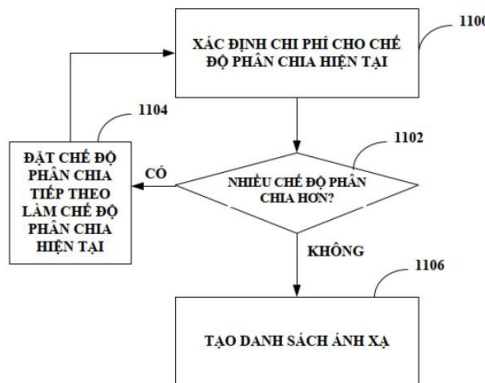 1100
XÁC ĐỊNH CHI PHÍ CHO CHẾ
ĐỘ PHÂN CHIA HIỆN TẠI
1104
1102
ĐẶT CHẾ ĐỘ
PHÂN CHIA
TIẾP THEO
LÀM CHẾ ĐỘ
PHÂN CHIA
HIỆN TẠI
CÓ
NHIỀU CHẾ ĐỘ PHÂN
CHIA HƠN?
KHÔNG
1106
TẠO DANH SÁCH ÁNH XẠ